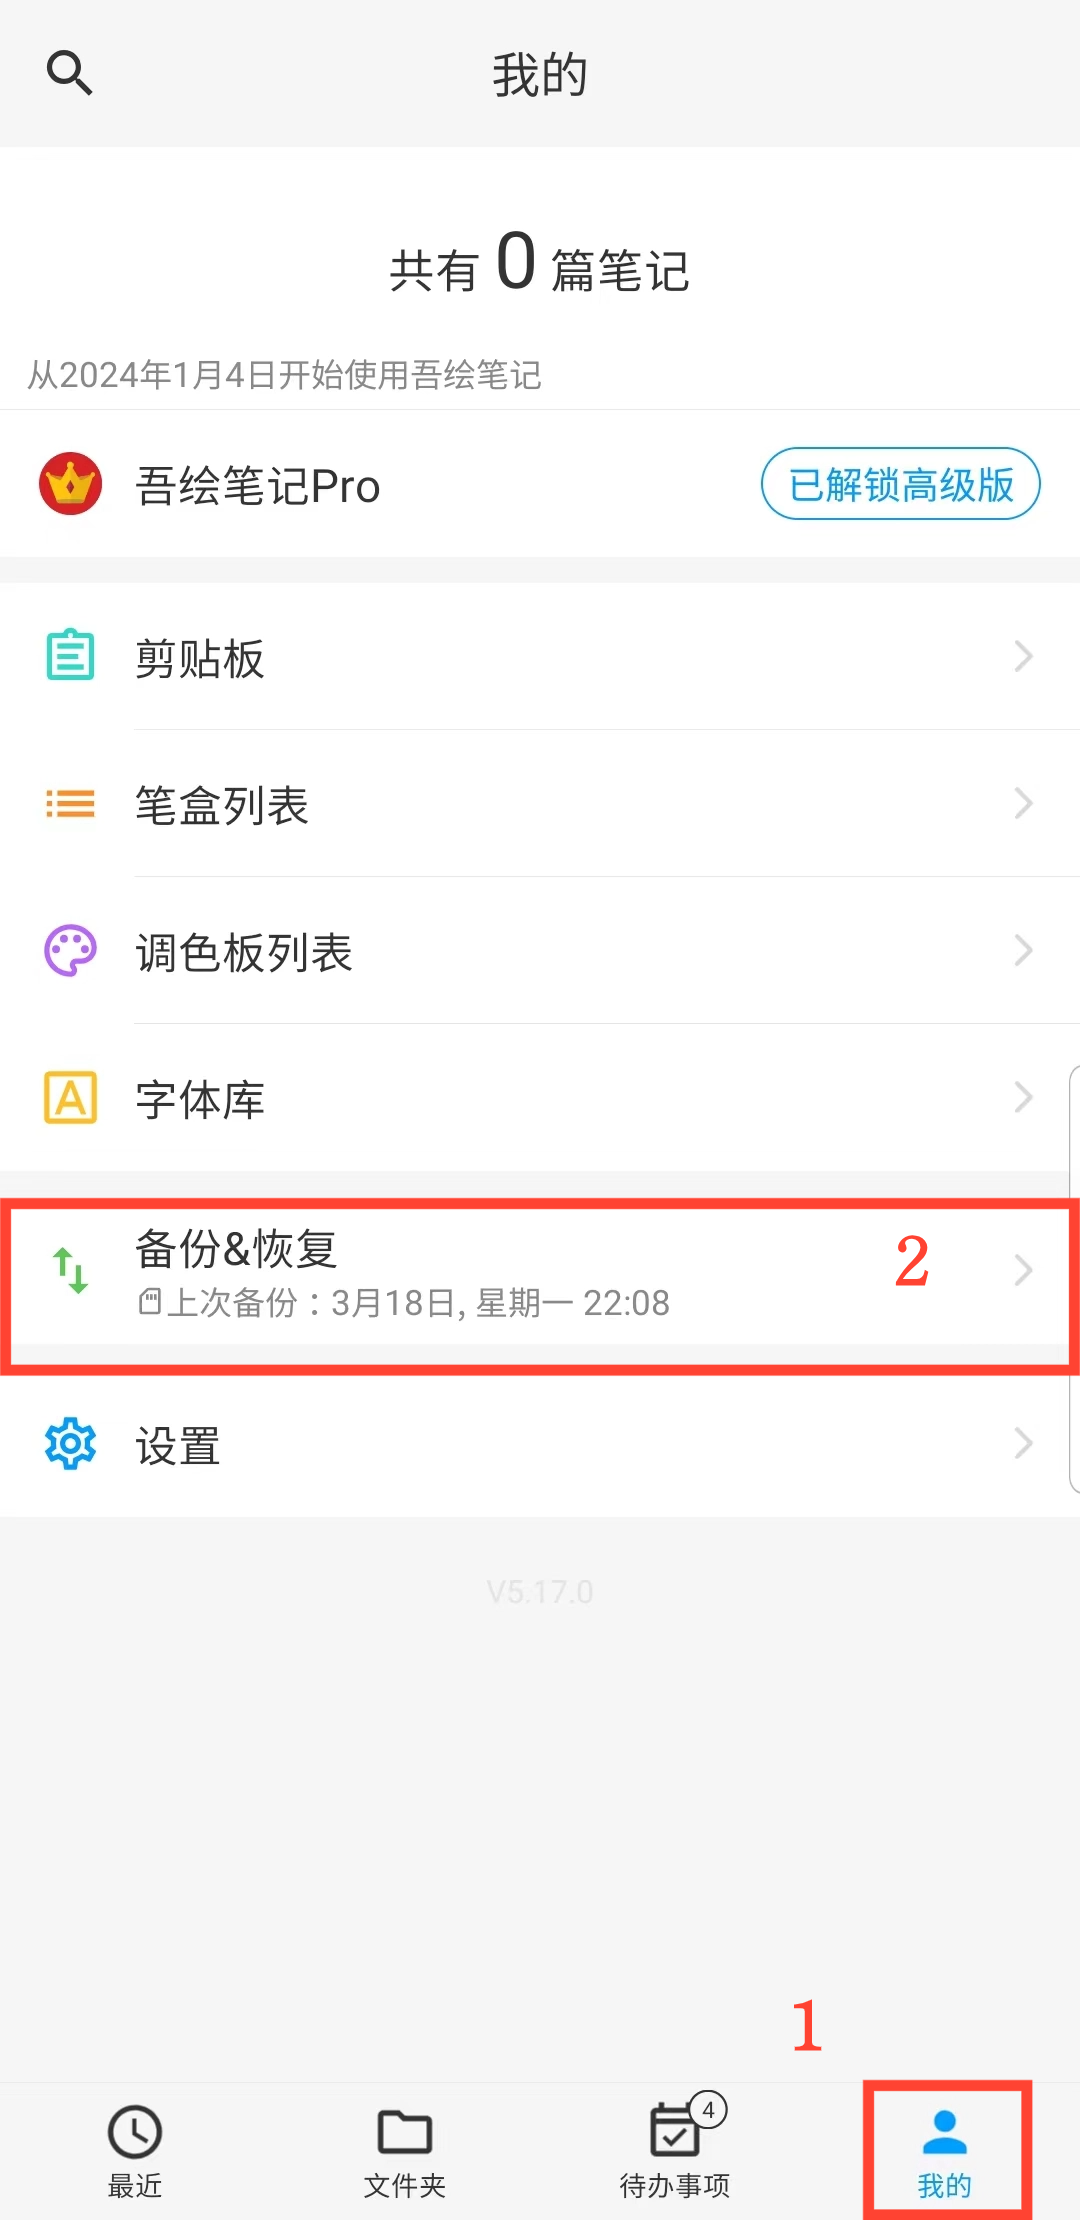 我的
共有 0 篇笔记
从2024年1月4日开始使用吾绘笔记
吾绘笔记Pro
已解锁高级版
剪贴板
笔盒列表
调色板列表
A 字体库
备份&恢复
2
上次备份：3月18日, 星期一 22:08
设置
V5.17.0
1
4
最近
文件夹
待办事项
我的